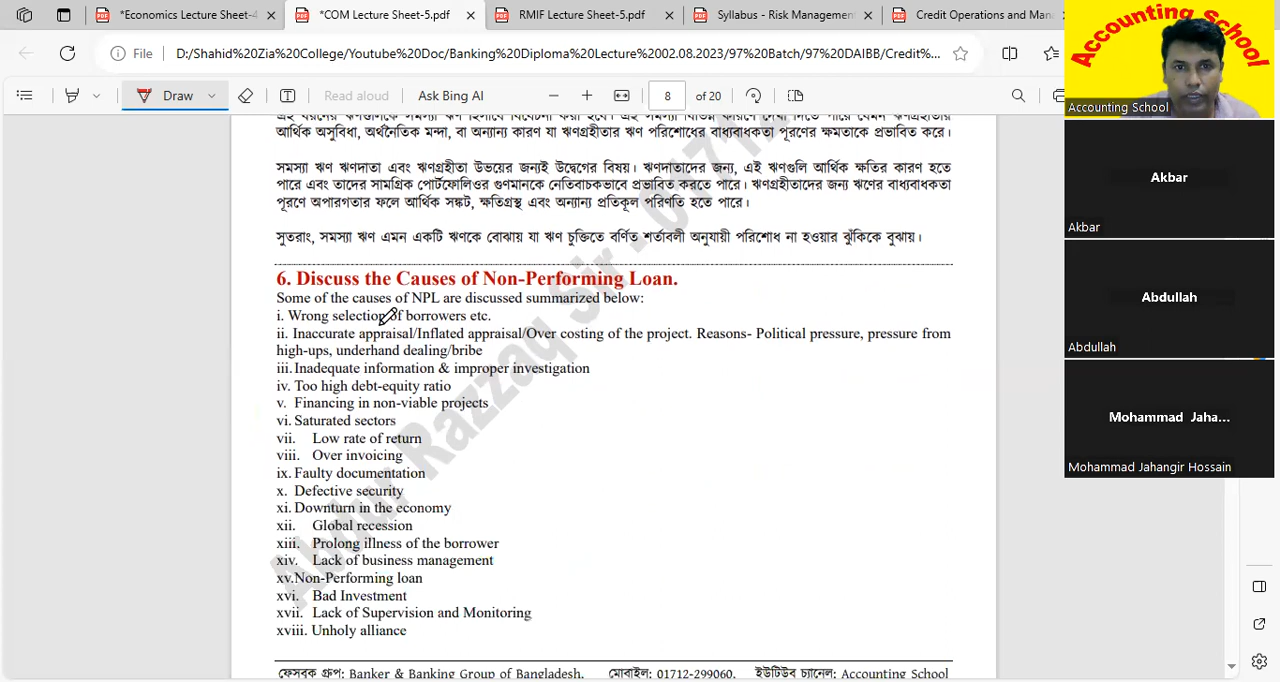 *Economics Lecture Sheet-4
*COM Lecture Sheet-5.pdf
RMIF Lecture Sheet-5.pdf
Syllabus - Risk Management
Credit Operations and Man
File
D:/Shahid%20Zia%20College/Youtube%20Doc/Banking%20Diploma%20Lecture%2002.08.2023/97%20Batch/97%20DAIBB/Credit%...
Draw
Read aloud
Ask Bing AI
8
of 20
আর্থিক অসুবিধা, অর্থনৈতিক মন্দা, বা অন্যান্য কারণ যা ঋণগ্রহীতার ঋণ পরিশোধের বাধ্যবাধকতা পূরণের ক্ষমতাকে প্রভাবিত করে।
সমস্যা ঋণ ঋণদাতা এবং ঋণগ্রহীতা উভয়ের জন্যই উদ্বেগের বিষয়। ঋণদাতাদের জন্য, এই ঋণগুলি আর্থিক ক্ষতির কারণ হতে
পারে এবং তাদের সামগ্রিক পোর্টফোলিওর গুণমানকে নেতিবাচকভাবে প্রভাবিত করতে পারে। ঋণগ্রহীতাদের জন্য ঋণের বাধ্যবাধকতা
পূরণে অপারগতার ফলে আর্থিক সঙ্কট, ক্ষতিগ্রস্থ এবং অন্যান্য প্রতিকূল পরিণতি হতে পারে।
সুতরাং, সমস্যা ঋণ এমন একটি ঋণকে বোঝায় যা ঋণ চুক্তিতে বর্ণিত শর্তাবলী অনুযায়ী পরিশোধ না হওয়ার ঝুঁকিকে বুঝায়।
6. Discuss the Causes of Non-Performing Loan.
Some of the causes of NPL are discussed summarized below:
i. Wrong selection of borrowers etc.
ii. Inaccurate appraisal/Inflated appraisal/Over costing of the project. Reasons- Political pressure, pressure from
high-ups, underhand dealing/bribe
iii. Inadequate information & improper investigation
iv. Too high debt-equity ratio
v. Financing in non-viable projects
vi. Saturated sectors
vii. Low rate of return
viii. Over invoicing
ix. Faulty documentation
x. Defective security
xi. Downturn in the economy
xii. Global recession
xiii. Prolong illness of the borrower
xiv. Lack of business management
xv. Non-Performing loan
xvi. Bad Investment
xvii. Lack of Supervision and Monitoring
xviii. Unholy alliance
ফেসবুক গ্রুপ: Banker & Banking Group of Bangladesh, মোবাইল: 01712-299060, ইউটিউব চ্যানেল: Accounting School
Abdur Razzaq Sir - 01712
Accounting School
Accounting School
Akbar
Akbar
Abdullah
Abdullah
Mohammad Jaha...
Mohammad Jahangir Hossain